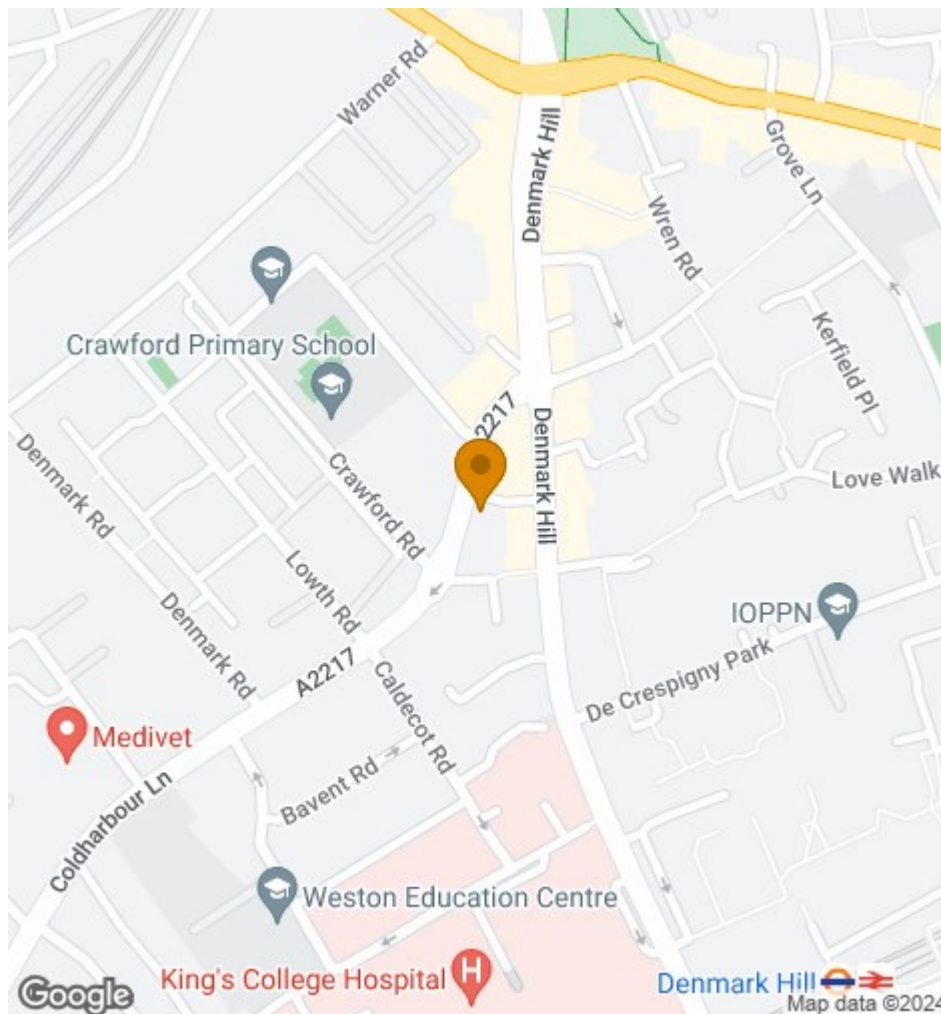 Warner Rd
Denmark Hill
Grove Ln
Wren Rd
Crawford Primary School
Kerfield Pl
2217
Denmark Hill
Love Walk
Denmark Rd
Crawford Rd
Lowth Rd
Denmark Rd
IOPPN
A2217
De Crespigny Park
Caldecot Rd
Medivet
Bavent Rd
Coldharbour Ln
Weston Education Centre
King's College Hospital
H
Denmark Hill
Google
Map data ©2024